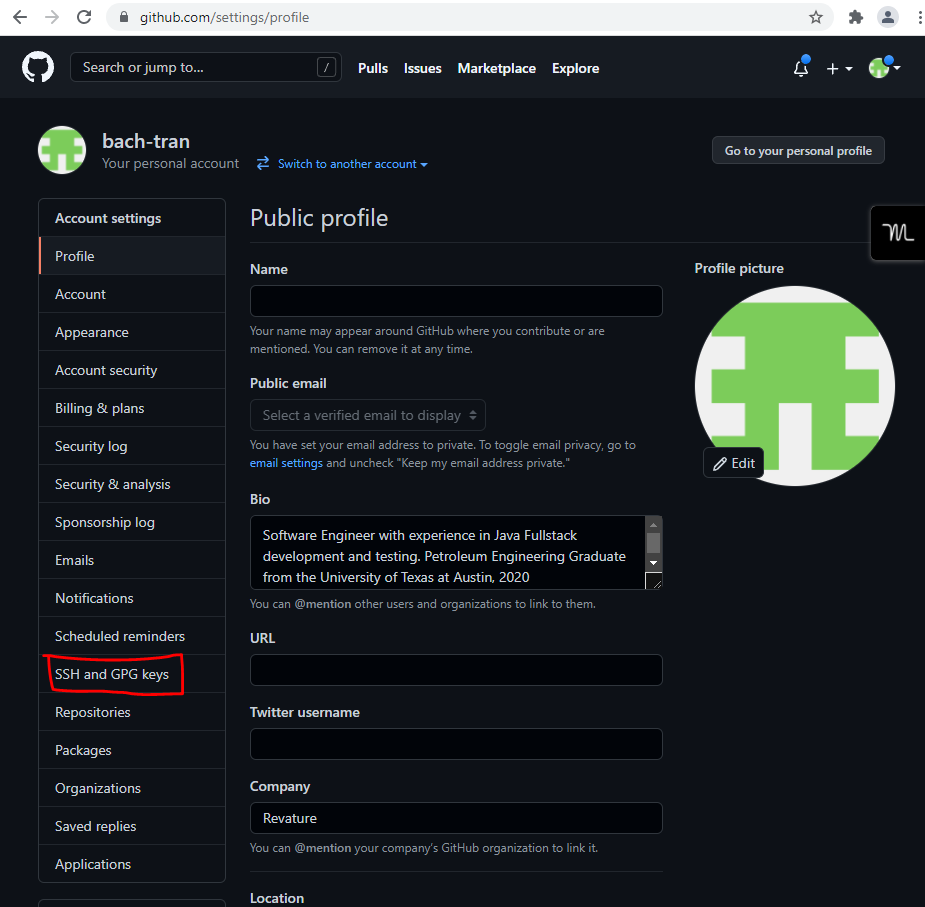 github.com/settings/profile
Search or jump to... /
Pulls Issues Marketplace Explore
bach-tran
Your personal account Switch to another account
Go to your personal profile
Account settings
Profile
Account
Appearance
Account security
Billing & plans
Security log
Security & analysis
Sponsorship log
Emails
Notifications
Scheduled reminders
SSH and GPG keys
Repositories
Packages
Organizations
Saved replies
Applications
Public profile
Name
Your name may appear around GitHub where you contribute or are
mentioned. You can remove it at any time.
Public email
Select a verified email to display
You have set your email address to private. To toggle email privacy, go to
email settings and uncheck "Keep my email address private."
Bio
Software Engineer with experience in Java Fullstack
development and testing. Petroleum Engineering Graduate
from the University of Texas at Austin, 2020
You can @mention other users and organizations to link to them.
URL
Twitter username
Company
Revature
You can @mention your company's GitHub organization to link it.
Location
Profile picture
Edit